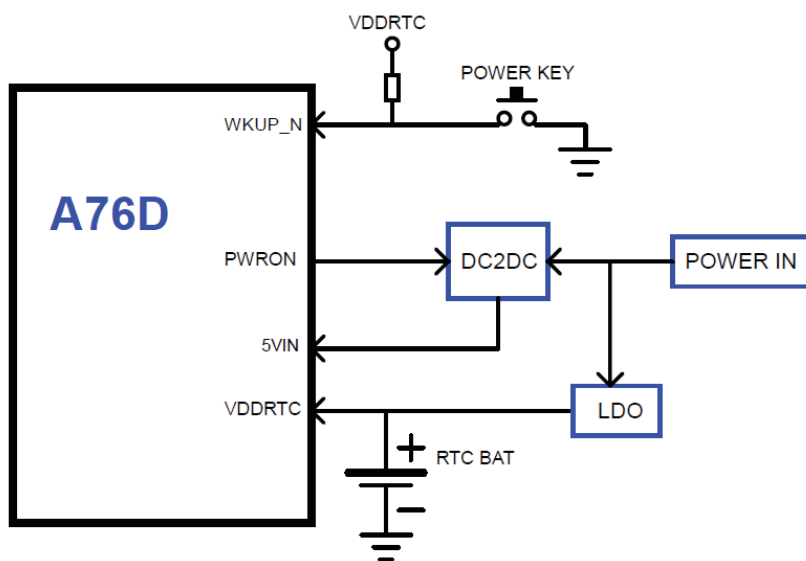 VDDRTC
POWER KEY
WKUP_N
A76D
PWRON
DC2DC
POWER IN
5VIN
VDDRTC
LDO
+
RTC BAT
-